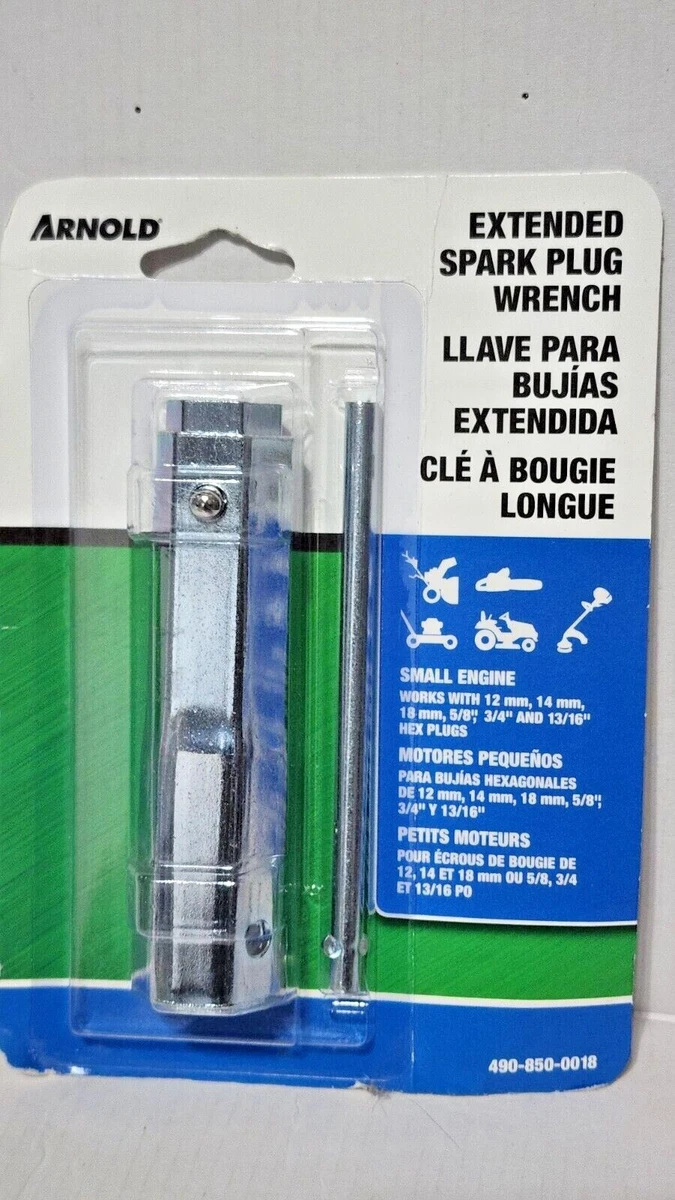 ARNOLD
EXTENDED
SPARK PLUG
WRENCH
LLAVE PARA
BUJÍAS
EXTENDIDA
CLÉ À BOUGIE
LONGUE
SMALL ENGINE
WORKS WITH 12 mm, 14 mm,
18 mm, 5/8", 3/4" AND 13/16"
HEX PLUGS
MOTORES PEQUEÑOS
PARA BUJÍAS HEXAGONALES
DE 12 mm, 14 mm, 18 mm, 5/8",
3/4" Y 13/16"
PETITS MOTEURS
POUR ÉCROUS DE BOUGIE DE
12, 14 ET 18 mm OU 5/8, 3/4
ET 13/16 PO
490-850-0018